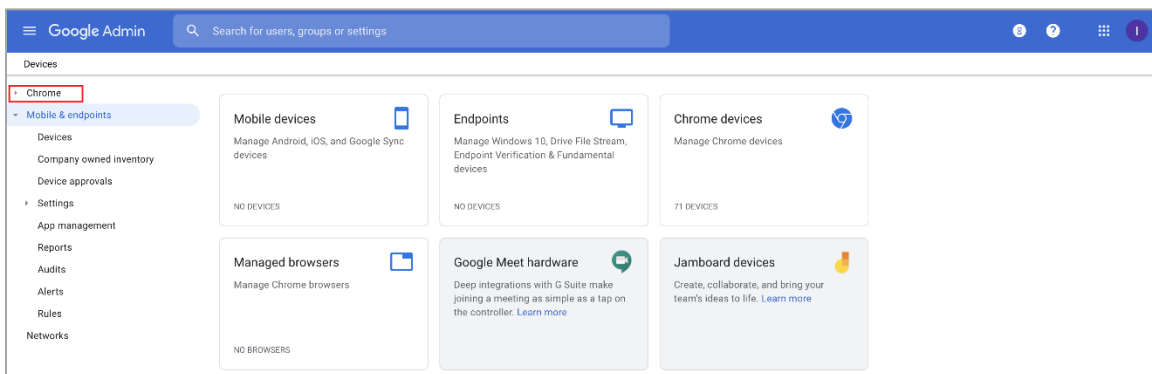 Google Admin
Search for users, groups or settings
8
?
I
Devices
Chrome
Mobile & endpoints
Devices
Company owned inventory
Device approvals
Settings
App management
Reports
Audits
Alerts
Rules
Networks
Mobile devices
Manage Android, iOS, and Google Sync
devices
NO DEVICES
Endpoints
Manage Windows 10, Drive File Stream,
Endpoint Verification & Fundamental
devices
NO DEVICES
Chrome devices
Manage Chrome devices
71 DEVICES
Managed browsers
Manage Chrome browsers
NO BROWSERS
Google Meet hardware
Deep integrations with G Suite make
joining a meeting as simple as a tap on
the controller. Learn more
Jamboard devices
Create, collaborate, and bring your
team's ideas to life. Learn more